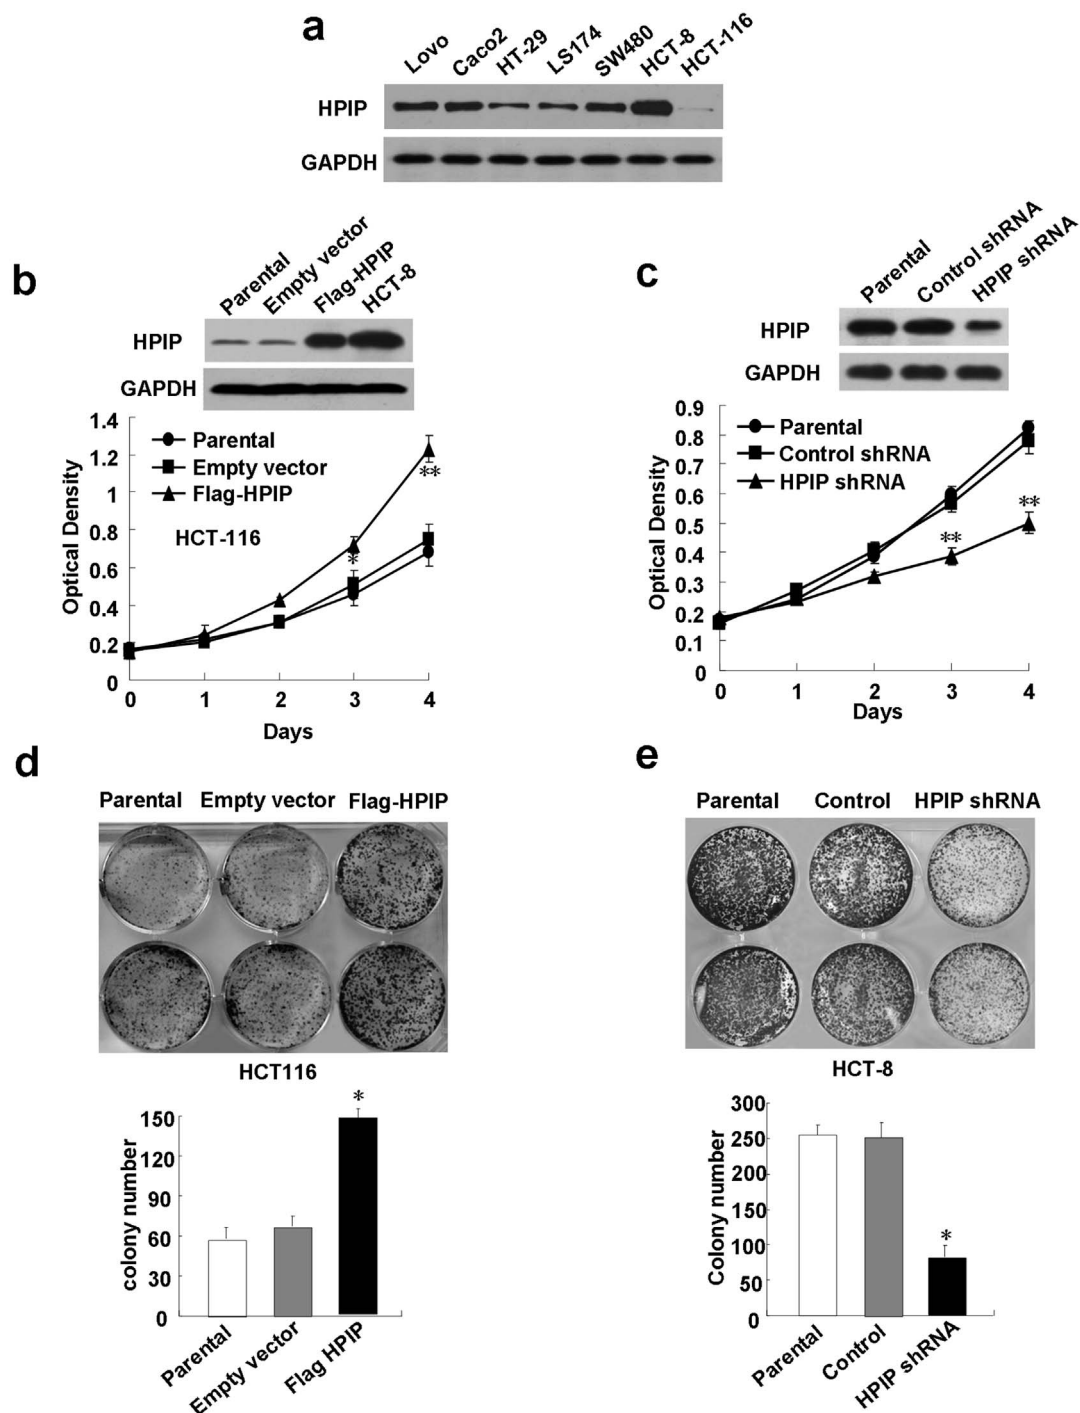 a
Lovo
Caco2
HT-29
LS174
SW480
HCT-8
HCT-116
HPIP
GAPDH
b
Parental
Empty vector
Flag-HPIP
HCT-8
HPIP
GAPDH
1.4
1.2
1
0.8
0.6
0.4
0.2
0
Optical Density
Parental
Empty vector
Flag-HPIP
HCT-116
*
**
0 1 2 3 4
Days
c
Parental
Control shRNA
HPIP shRNA
HPIP
GAPDH
0.9
0.8
0.7
0.6
0.5
0.4
0.3
0.2
0.1
0
Optical Density
Parental
Control shRNA
HPIP shRNA
**
**
0 1 2 3 4
Days
d
Parental Empty vector Flag-HPIP
HCT116
150
120
90
60
30
0
colony number
*
Parental
Empty vector
Flag HPIP
e
Parental Control HPIP shRNA
HCT-8
300
250
200
150
100
50
0
Colony number
*
Parental
Control
HPIP shRNA